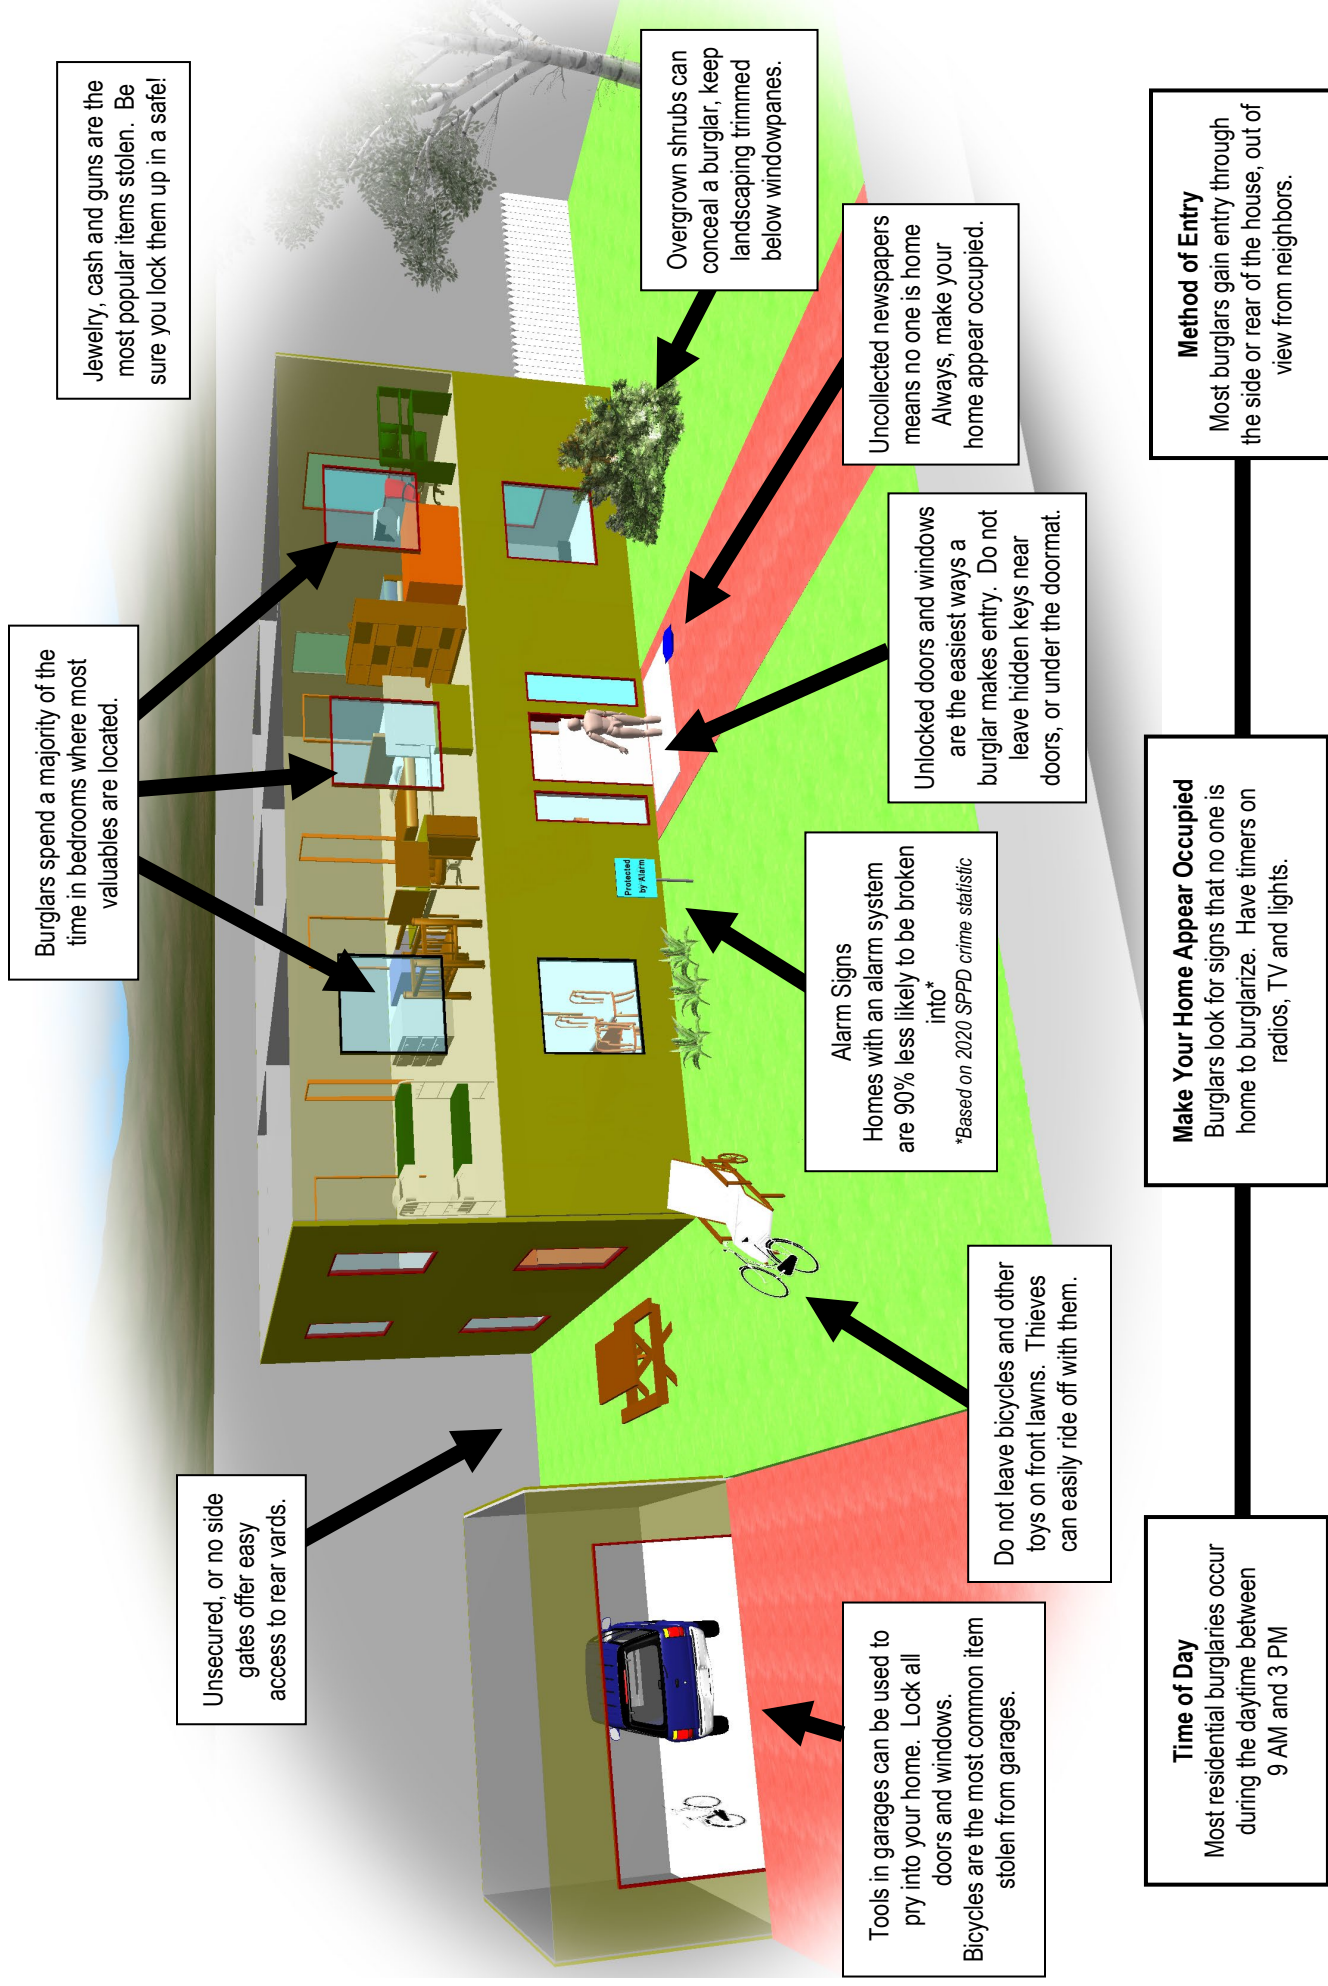 Unsecured, or no side
gates offer easy
access to rear vards.
Burglars spend a majority of the
time in bedrooms where most
valuables are located.
Jewelry, cash and guns are the
most popular items stolen. Be
sure you lock them up in a safe!
Overgrown shrubs can
conceal a burglar, keep
landscaping trimmed
below windowpanes.
Protected
by Alarm
Tools in garages can be used to
pry into your home. Lock all
doors and windows.
Bicycles are the most common item
stolen from garages.
Do not leave bicycles and other
toys on front lawns. Thieves
can easily ride off with them.
Alarm Signs
Homes with an alarm system
are 90% less likely to be broken
into*
*Based on 2020 SPPD crime statistic
Unlocked doors and windows
are the easiest ways a
burglar makes entry. Do not
leave hidden keys near
doors, or under the doormat.
Uncollected newspapers
means no one is home
Always, make your
home appear occupied.
Time of Day
Most residential burglaries occur
during the daytime between
9 AM and 3 PM
Make Your Home Appear Occupied
Burglars look for signs that no one is
home to burglarize. Have timers on
radios, TV and lights.
Method of Entry
Most burglars gain entry through
the side or rear of the house, out of
view from neighbors.